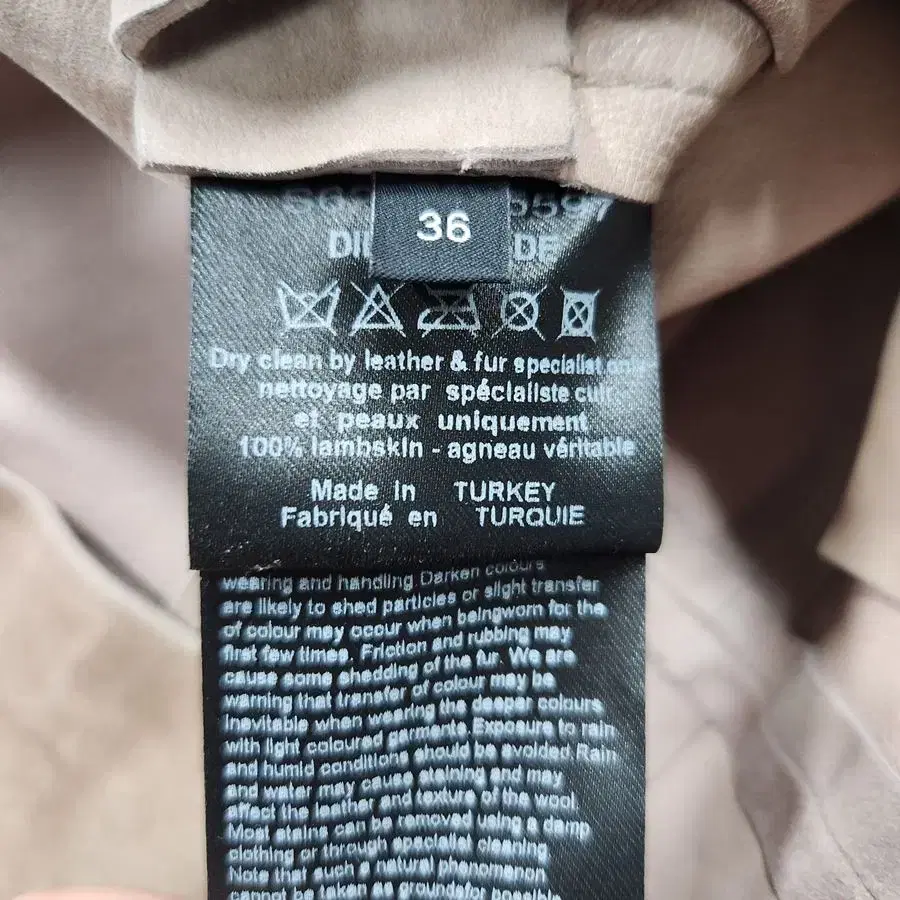 36
Dry clean by leather & fur specialist only
nettoyage par spécialiste cuir
et peaux uniquement
100% lambskin - agneau véritable
Made in TURKEY
Fabriqué en TURQUIE
wearing and handling Darken colours
are likely to shed particles or slight transfer
of colour may occur when beingworn for the
first few times. Friction and rubbing may
cause some shedding of the fur. We are
warning that transfer of colour may be
inevitable when wearing the deeper colours
with light coloured garments Exposure to rain
and humid conditions should be avoided.Rain
and water may cause staining and may
affect the leather and texture of the wool.
Most stains can be removed using a damp
clothing or through specialist cleaning
Note that such a natural phenomenon
cannot be taken as groundsfor possible